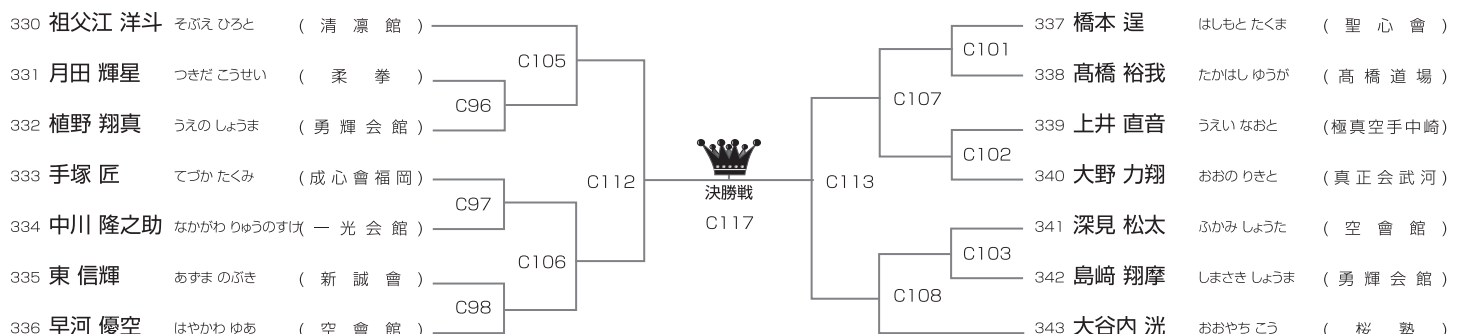 330 祖父江 洋斗 そぶえ ひろと (清凛館)
331 月田 輝星 つきだ こうせい (柔拳)
332 植野 翔真 うえの しょうま (勇輝会館)
333 手塚 匠 てづか たくみ (成心會福岡)
334 中川 隆之助 なかがわ りゅうのすけ (一光会館)
335 東 信輝 あずま のぶき (新誠會)
336 早河 優空 はやかわ ゆあ (空會館)
C105
C96
C97
C106
C98
C112
決勝戦
C117
C113
C101
C107
C102
C103
C108
337 橋本 逞 はしもと たくま (聖心會)
338 髙橋 裕我 たかはし ゆうが (髙橋道場)
339 上井 直音 うえい なおと (極真空手中崎)
340 大野 力翔 おおの りきと (真正会武河)
341 深見 松太 ふかみ しょうた (空會館)
342 島﨑 翔摩 しまさき しょうま (勇輝会館)
343 大谷内 洸 おおやち こう (桜塾)